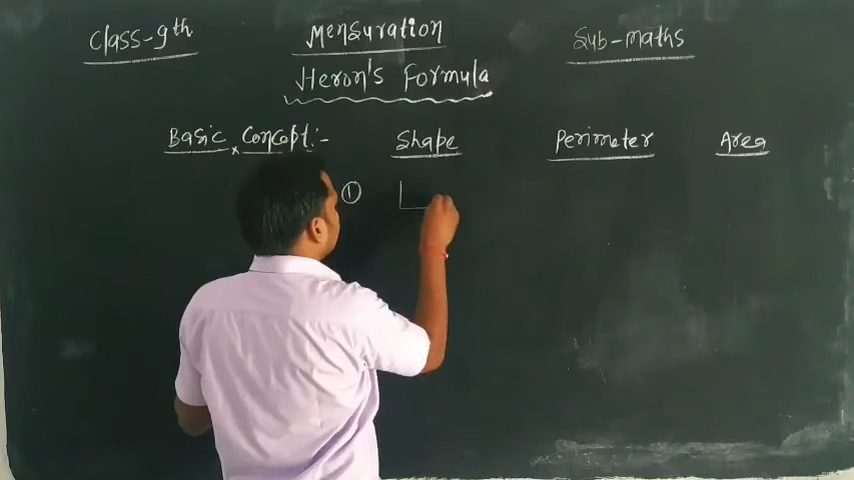 Class-9th Mensuration Sub-maths
Heron's Formula
Basic Concept:- Shape Perimeter Area
①